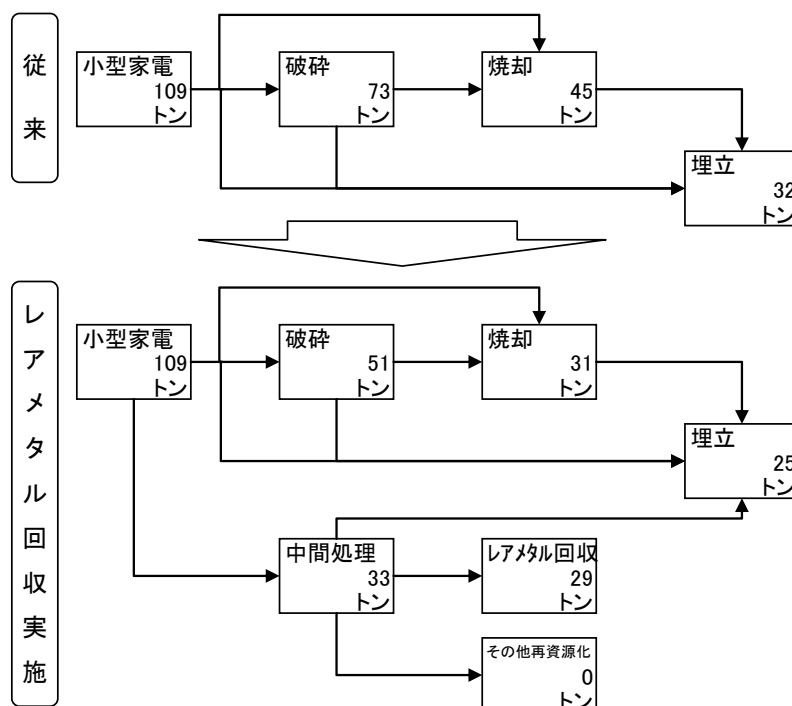 従来
小型家電
109
トン
破砕
73
トン
焼却
45
トン
埋立
32
トン
レアメタル回収実施
小型家電
109
トン
破砕
51
トン
焼却
31
トン
埋立
25
トン
中間処理
33
トン
レアメタル回収
29
トン
その他再資源化
0
トン